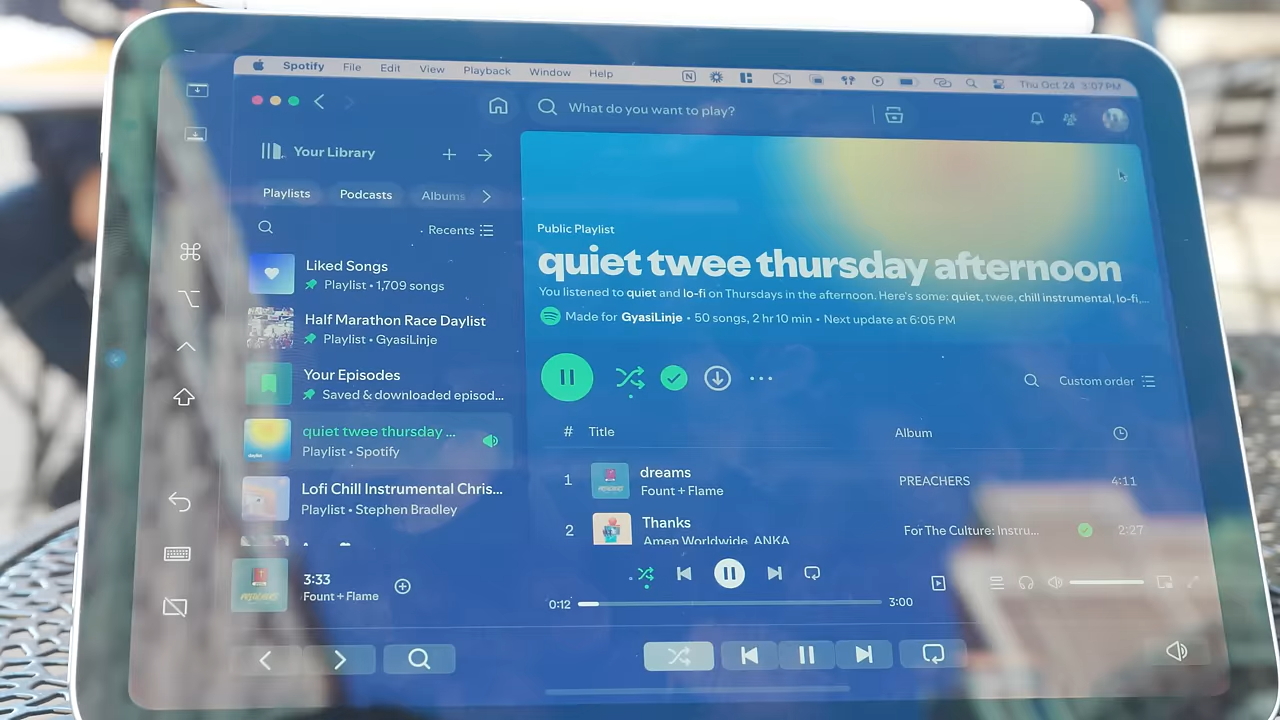 Spotify File Edit View Playback Window Help Thu Oct 24 3:07 PM
What do you want to play?
Your Library
Playlists Podcasts Albums
Recents
Liked Songs
Playlist • 1,709 songs
Half Marathon Race Daylist
Playlist • GyasiLinje
Your Episodes
Saved & downloaded episod...
quiet twee thursday ...
Playlist • Spotify
Lofi Chill Instrumental Chris...
Playlist • Stephen Bradley
3:33
Fount + Flame
Public Playlist
quiet twee thursday afternoon
You listened to quiet and lo-fi on Thursdays in the afternoon. Here's some: quiet, twee, chill instrumental, lo-fi,...
Made for GyasiLinje • 50 songs, 2 hr 10 min • Next update at 6:05 PM
Custom order
# Title Album
1 dreams PREACHERS 4:11
Fount + Flame
2 Thanks For The Culture: Instru... 2:27
Amen Worldwide, ANKA
0:12 3:00